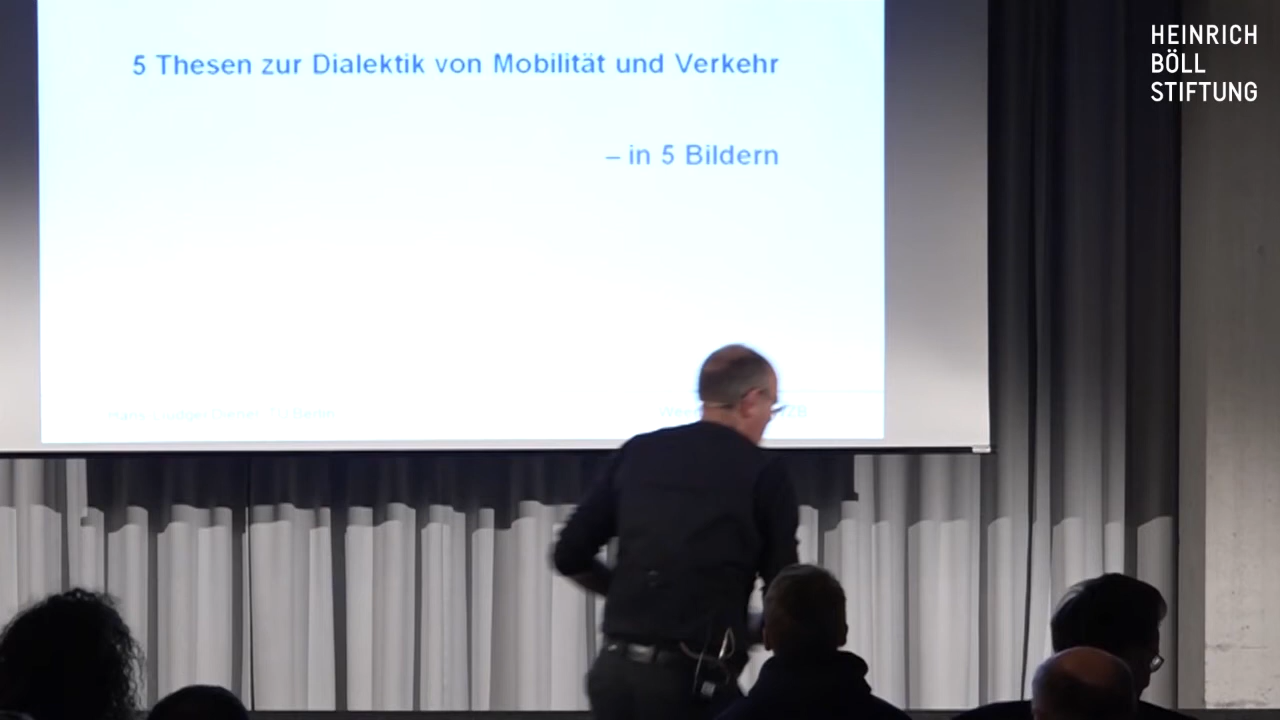 5 Thesen zur Dialektik von Mobilität und Verkehr
– in 5 Bildern
HEINRICH
BÖLL
STIFTUNG